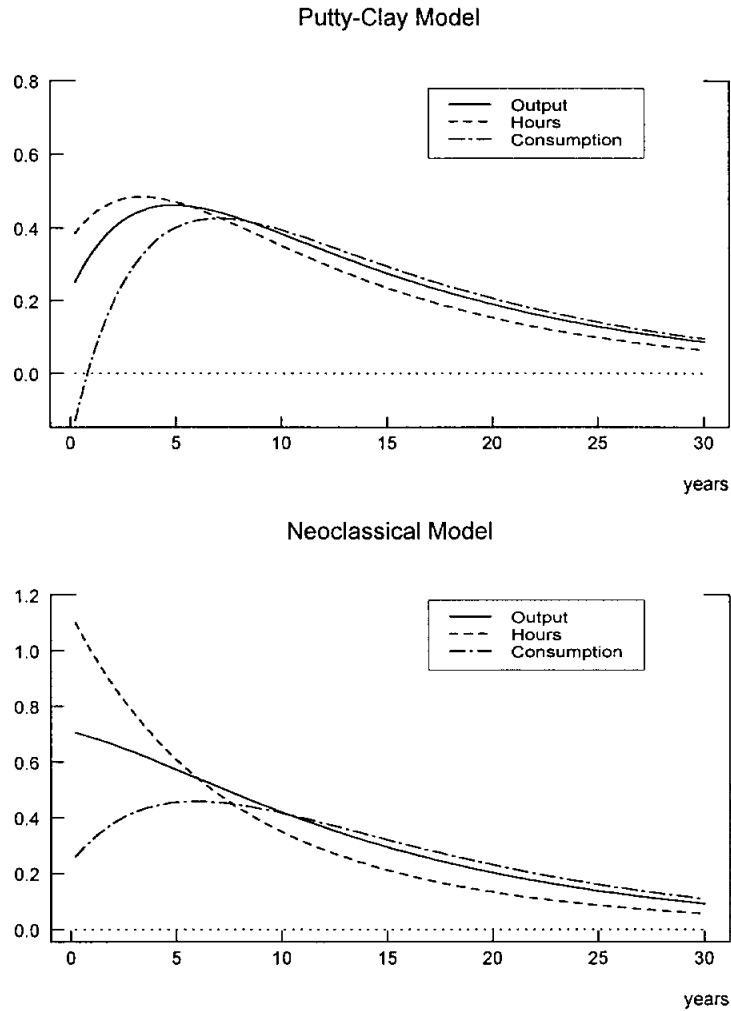 Putty-Clay Model
0.8
0.6
0.4
0.2
0.0
Output
Hours
Consumption
0 5 10 15 20 25 30
years
Neoclassical Model
1.2
1.0
0.8
0.6
0.4
0.2
0.0
Output
Hours
Consumption
0 5 10 15 20 25 30
years